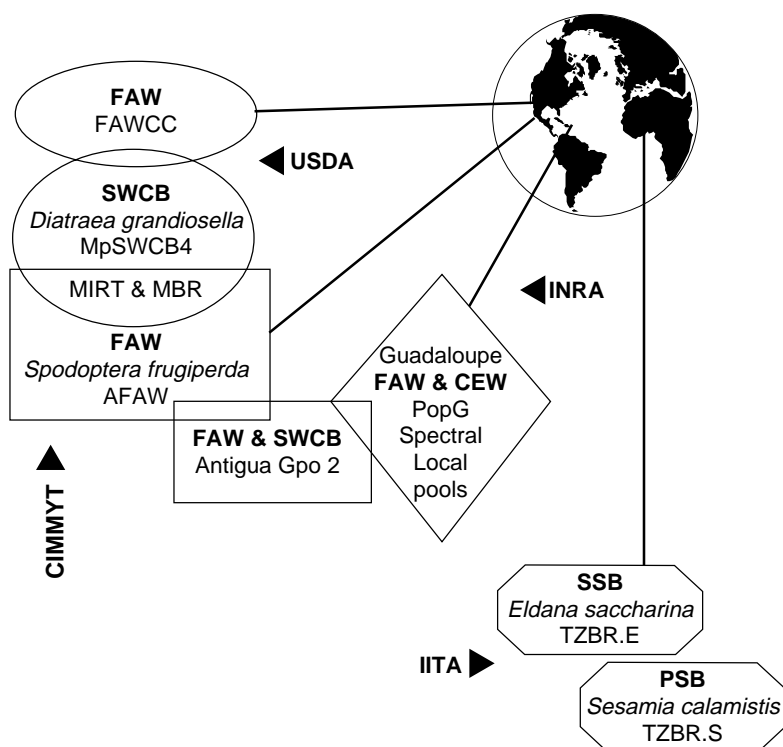 FAW
FAWCC
USDA
SWCB
Diatraea grandiosella
MpSWCB4
MIRT & MBR
FAW
Spodoptera frugiperda
AFAW
INRA
Guadaloupe
FAW & CEW
PopG
Spectral
Local
pools
FAW & SWCB
Antigua Gpo 2
CIMMYT
SSB
Eldana saccharina
TZBR.E
IITA
PSB
Sesamia calamistis
TZBR.S